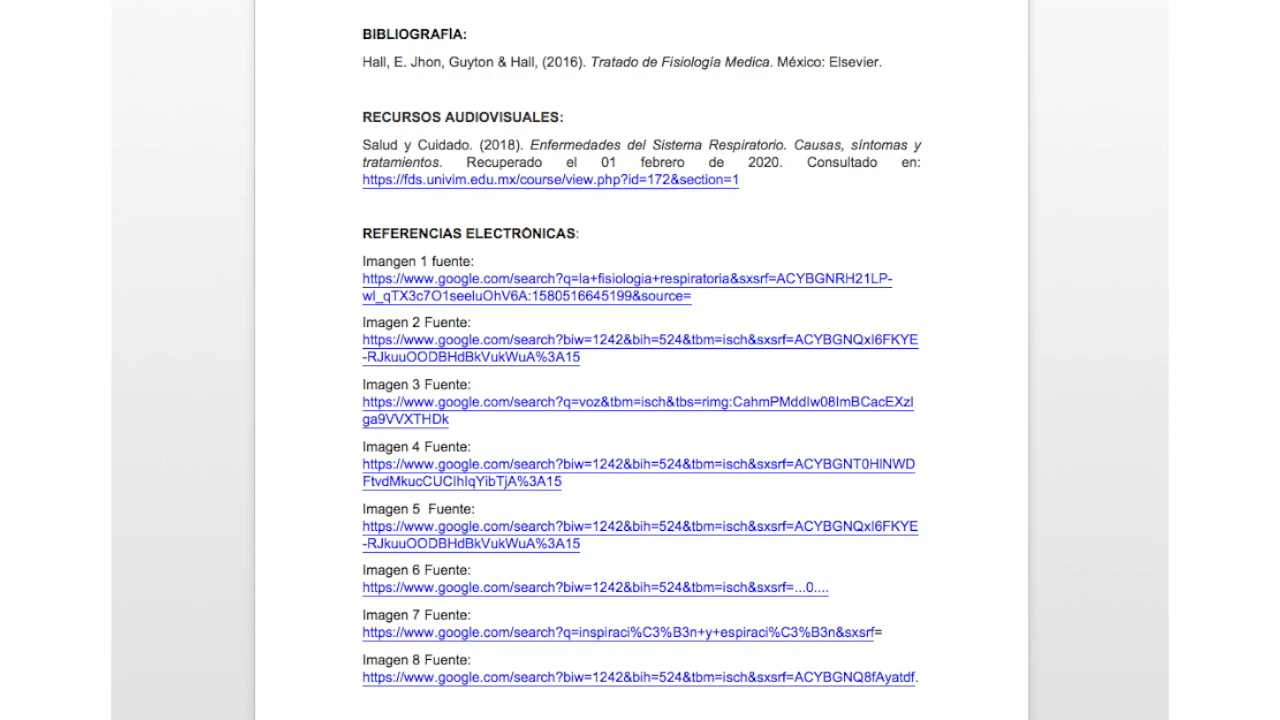 BIBLIOGRAFÍA:
Hall, E. Jhon, Guyton & Hall, (2016). Tratado de Fisiología Medica. México: Elsevier.
RECURSOS AUDIOVISUALES:
Salud y Cuidado. (2018). Enfermedades del Sistema Respiratorio. Causas, síntomas y
tratamientos. Recuperado el 01 febrero de 2020. Consultado en:
https://fds.univim.edu.mx/course/view.php?id=172&section=1
REFERENCIAS ELECTRÓNICAS:
Imangen 1 fuente:
https://www.google.com/search?q=la+fisiologia+respiratoria&sxsrf=ACYBGNRH21LP-
wl_qTX3c7O1seeluOhV6A:1580516645199&source=
Imagen 2 Fuente:
https://www.google.com/search?biw=1242&bih=524&tbm=isch&sxsrf=ACYBGNQxI6FKYE
-RJkuuOODBHdBkVukWuA%3A15
Imagen 3 Fuente:
https://www.google.com/search?q=voz&tbm=isch&tbs=rimg:CahmPMddIw08ImBCacEXzI
ga9VVXTHDk
Imagen 4 Fuente:
https://www.google.com/search?biw=1242&bih=524&tbm=isch&sxsrf=ACYBGNT0HlNWD
FtvdMkucCUCIhIqYibTjA%3A15
Imagen 5  Fuente:
https://www.google.com/search?biw=1242&bih=524&tbm=isch&sxsrf=ACYBGNQxI6FKYE
-RJkuuOODBHdBkVukWuA%3A15
Imagen 6 Fuente:
https://www.google.com/search?biw=1242&bih=524&tbm=isch&sxsrf=...0....
Imagen 7 Fuente:
https://www.google.com/search?q=inspiraci%C3%B3n+y+espiraci%C3%B3n&sxsrf=
Imagen 8 Fuente:
https://www.google.com/search?biw=1242&bih=524&tbm=isch&sxsrf=ACYBGNQ8fAyatdf.